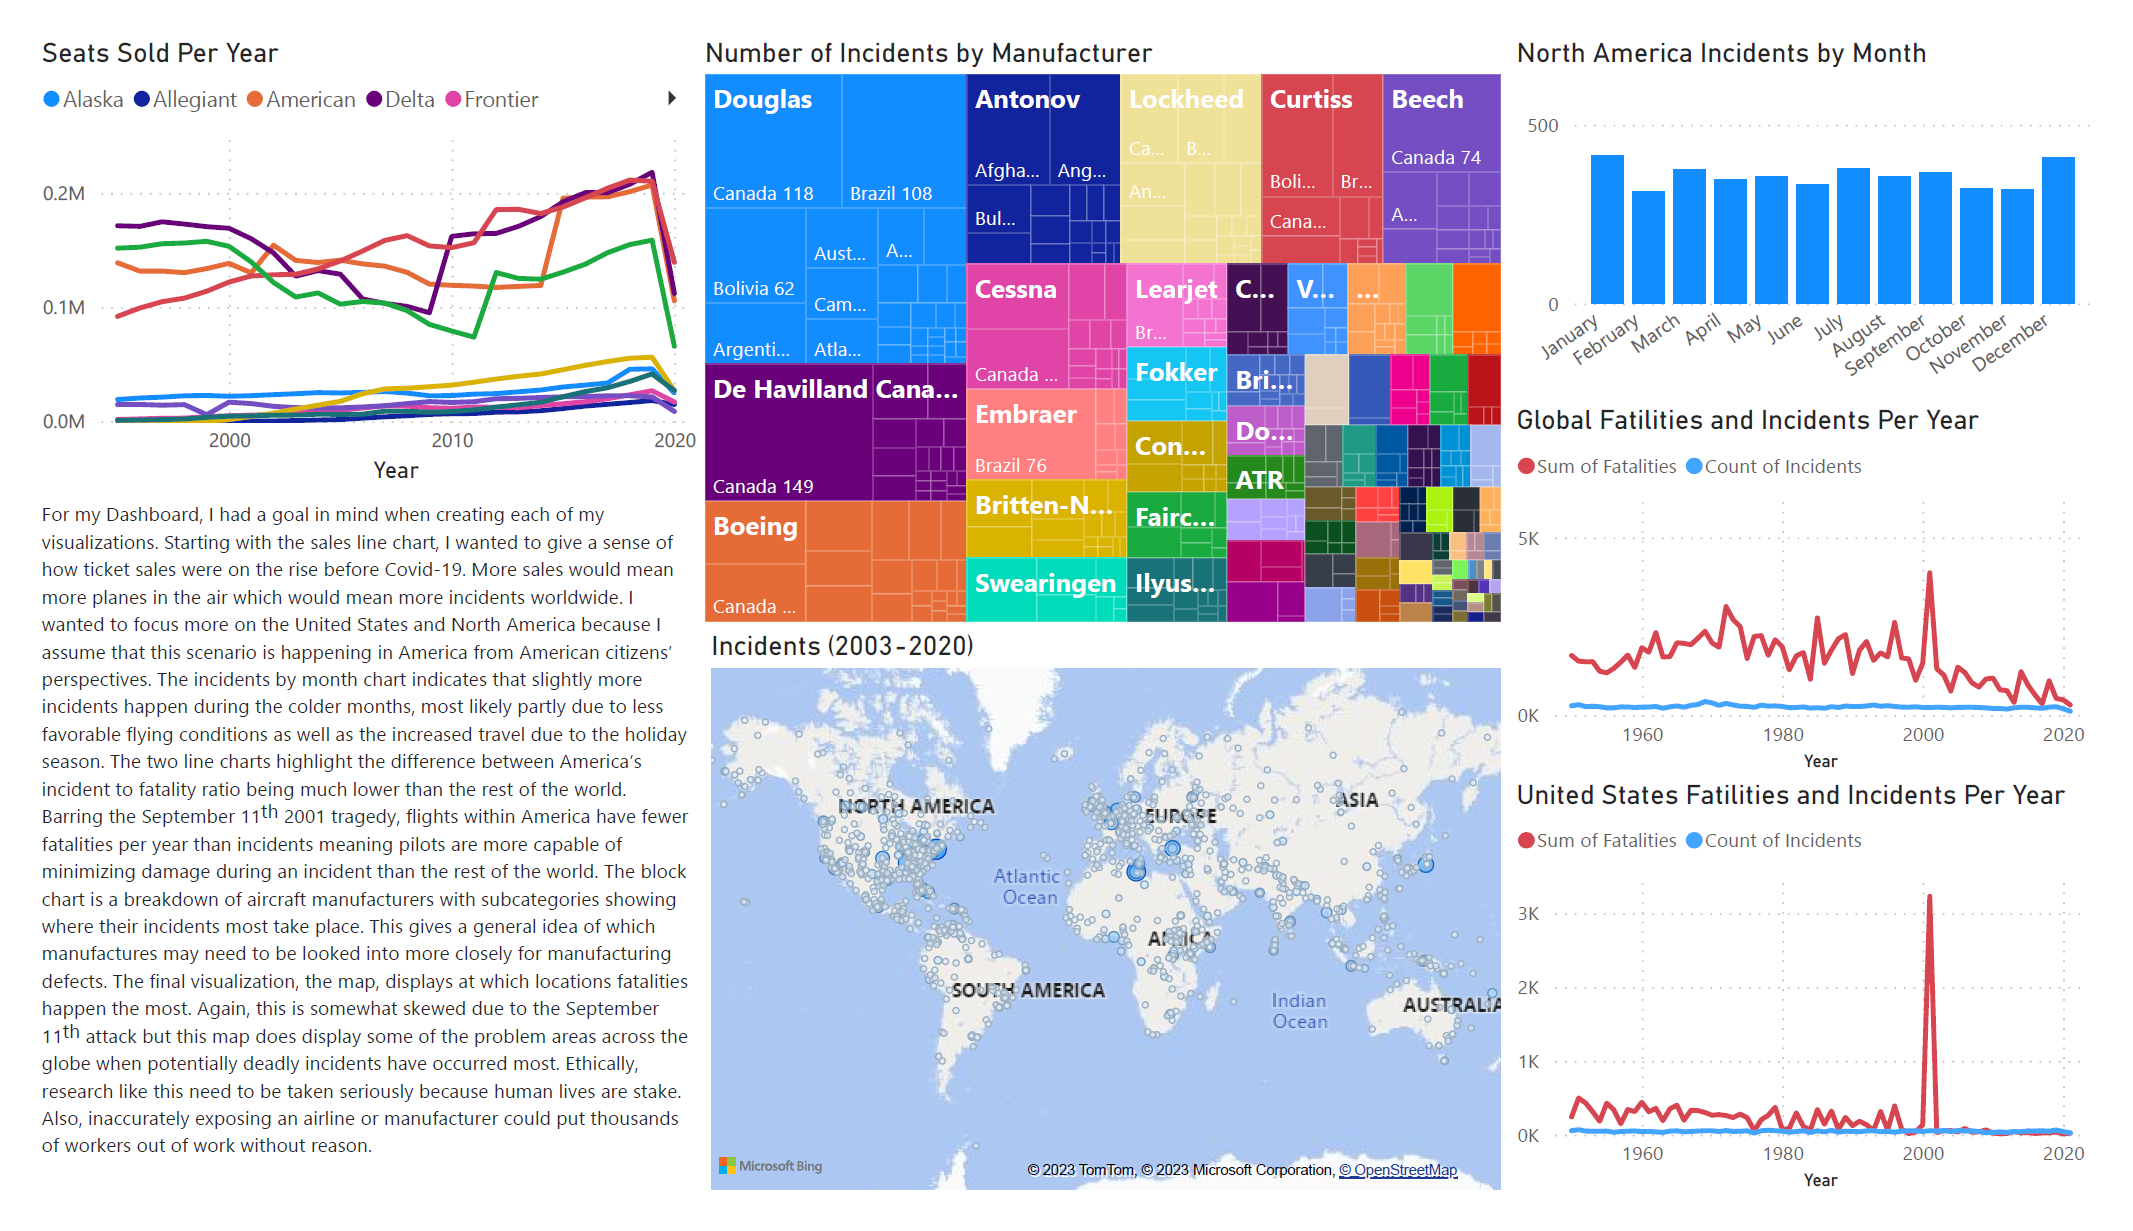 Seats Sold Per Year
Alaska Allegiant American Delta Frontier
0.2M
0.1M
0.0M
2000 2010 2020
Year
For my Dashboard, I had a goal in mind when creating each of my
visualizations. Starting with the sales line chart, I wanted to give a sense of
how ticket sales were on the rise before Covid-19. More sales would mean
more planes in the air which would mean more incidents worldwide. I
wanted to focus more on the United States and North America because I
assume that this scenario is happening in America from American citizens’
perspectives. The incidents by month chart indicates that slightly more
incidents happen during the colder months, most likely partly due to less
favorable flying conditions as well as the increased travel due to the holiday
season. The two line charts highlight the difference between America’s
incident to fatality ratio being much lower than the rest of the world.
Barring the September 11th 2001 tragedy, flights within America have fewer
fatalities per year than incidents meaning pilots are more capable of
minimizing damage during an incident than the rest of the world. The block
chart is a breakdown of aircraft manufacturers with subcategories showing
where their incidents most take place. This gives a general idea of which
manufactures may need to be looked into more closely for manufacturing
defects. The final visualization, the map, displays at which locations fatalities
happen the most. Again, this is somewhat skewed due to the September
11th attack but this map does display some of the problem areas across the
globe when potentially deadly incidents have occurred most. Ethically,
research like this need to be taken seriously because human lives are stake.
Also, inaccurately exposing an airline or manufacturer could put thousands
of workers out of work without reason.
Number of Incidents by Manufacturer
Douglas
Canada 118 Brazil 108
Aust... A...
Bolivia 62 Cam...
Argenti... Atla...
De Havilland Cana...
Canada 149
Boeing
Canada ...
Antonov
Afgha... Ang...
Bul...
Lockheed
Ca... B...
An...
Curtiss
Boli... Br...
Cana...
Beech
Canada 74
A...
Cessna
Canada ...
Embraer
Brazil 76
Britten-N...
Swearingen
Learjet
Br...
Fokker
Con...
Fairc...
Ilyus...
C... V... ...
Bri...
Do...
ATR
Incidents (2003-2020)
NORTH AMERICA
EUROPE
ASIA
Atlantic
Ocean
AFRICA
SOUTH AMERICA
Indian
Ocean
AUSTRALIA
Microsoft Bing
© 2023 TomTom, © 2023 Microsoft Corporation, © OpenStreetMap
North America Incidents by Month
500
0
January February March April May June July August September October November December
Global Fatilities and Incidents Per Year
Sum of Fatalities Count of Incidents
5K
0K
1960 1980 2000 2020
Year
United States Fatilities and Incidents Per Year
Sum of Fatalities Count of Incidents
3K
2K
1K
0K
1960 1980 2000 2020
Year